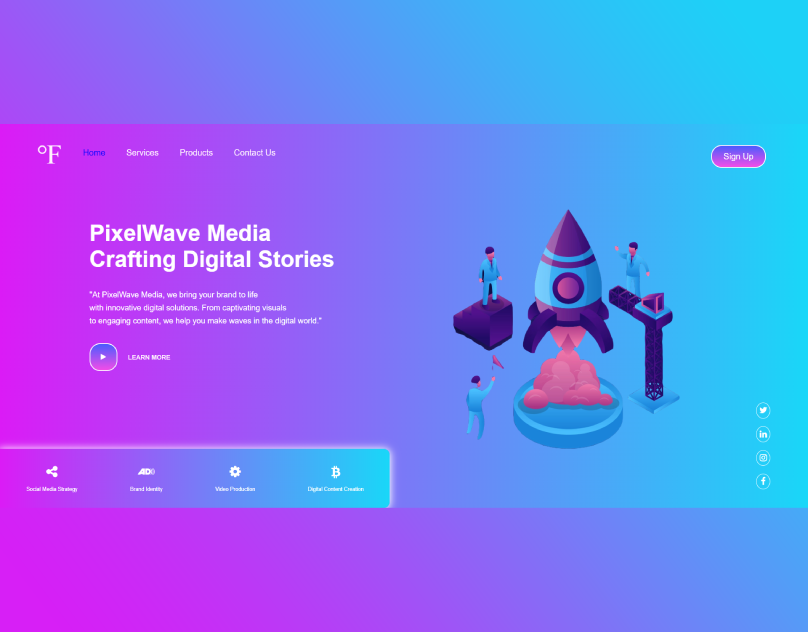 °F
Home Services Products Contact Us
Sign Up
PixelWave Media
Crafting Digital Stories
"At PixelWave Media, we bring your brand to life
with innovative digital solutions. From captivating visuals
to engaging content, we help you make waves in the digital world."
LEARN MORE
Social Media Strategy
Brand Identity
Video Production
Digital Content Creation